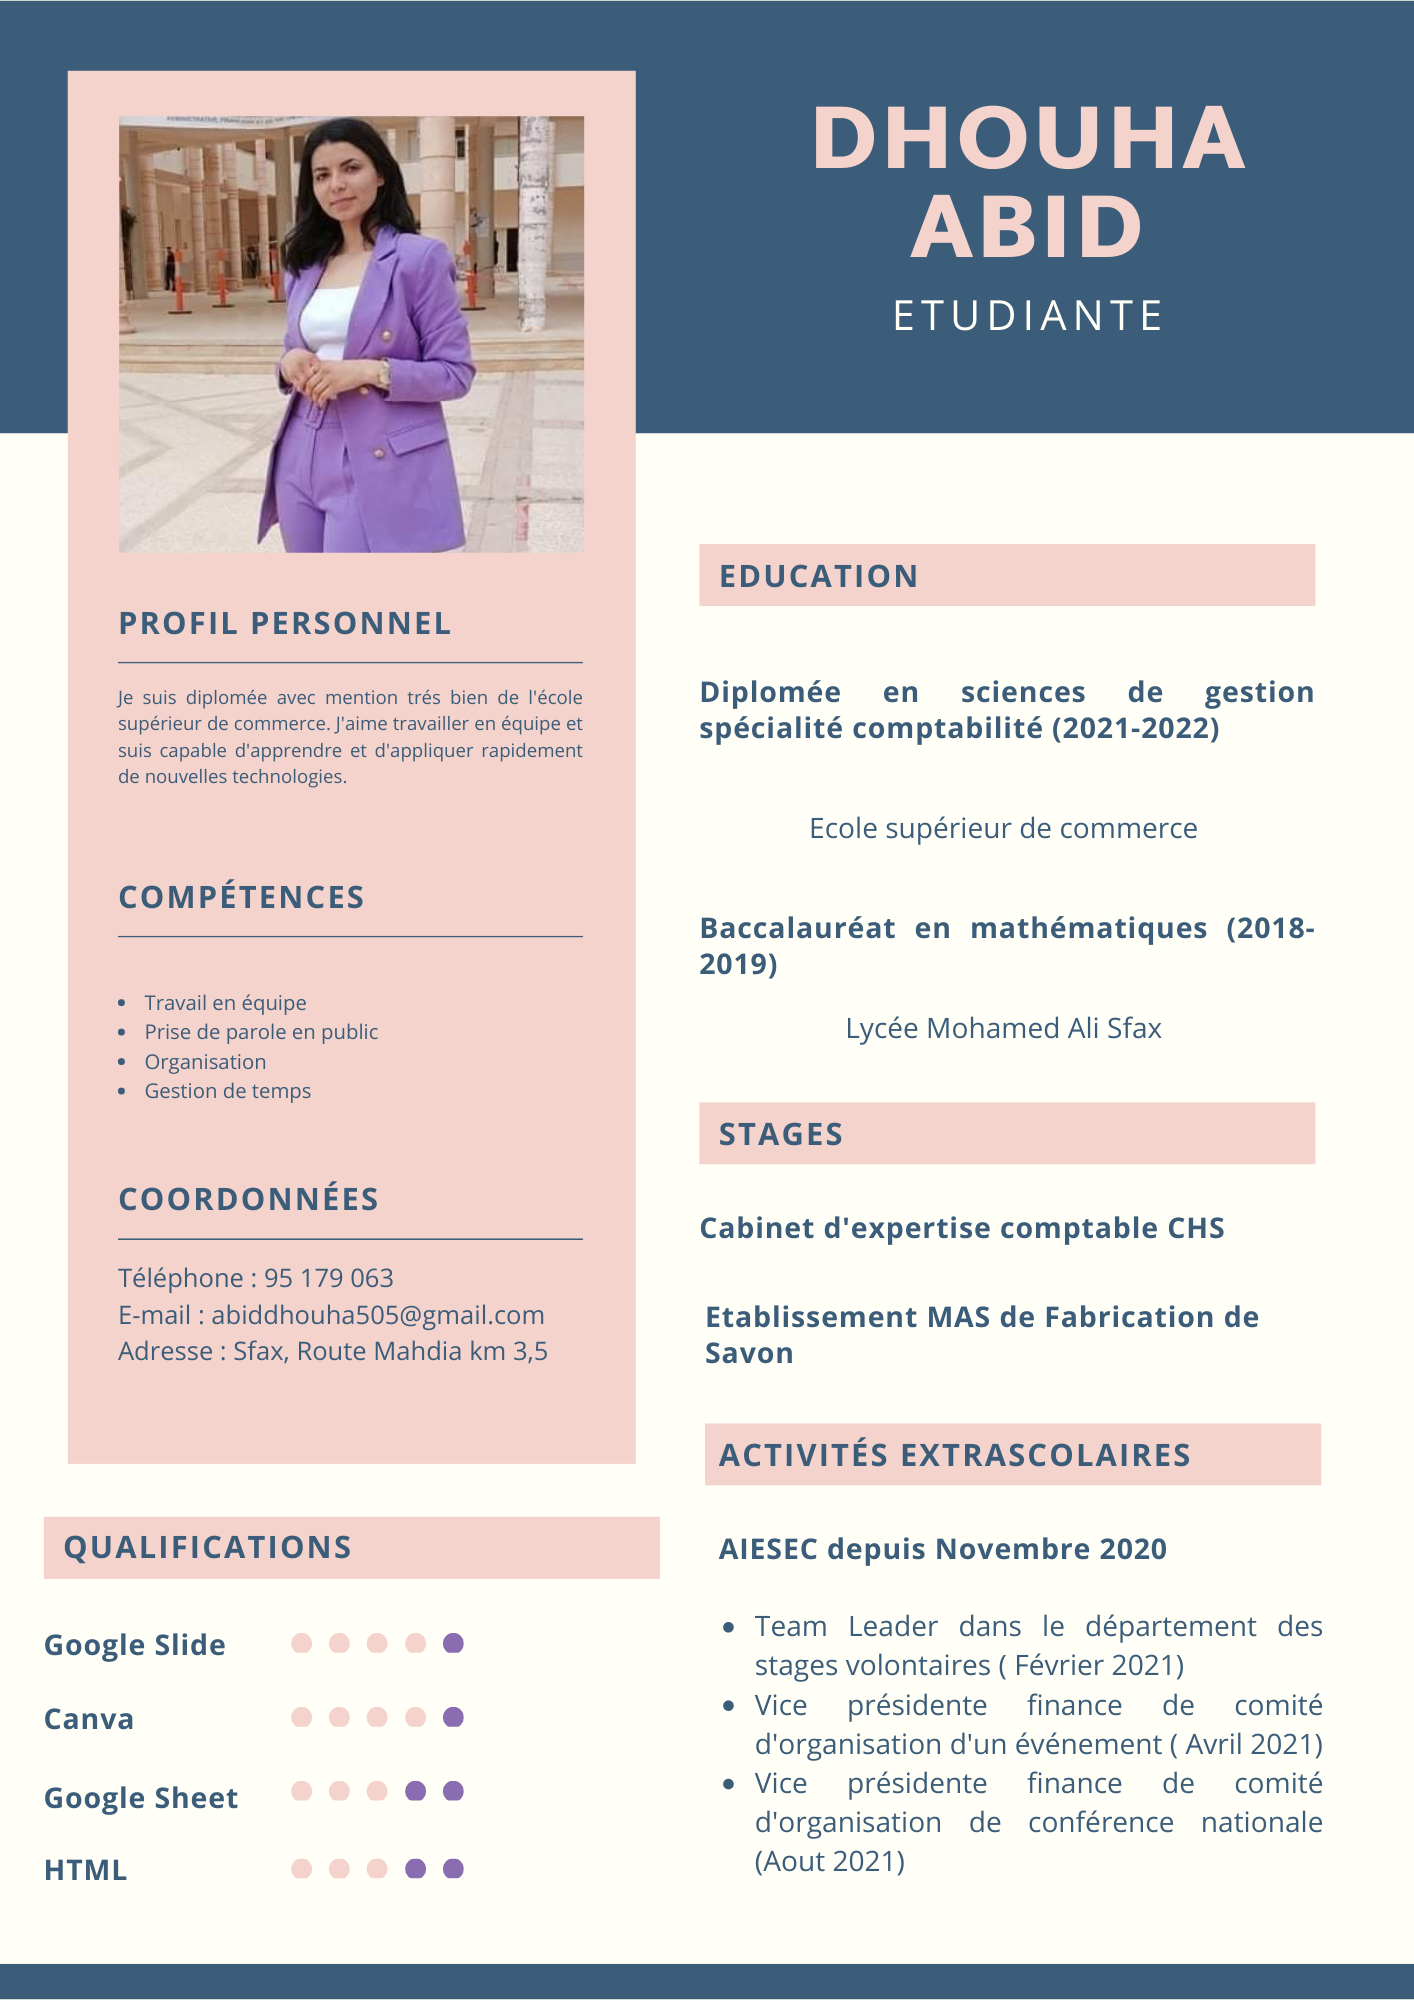 DHOUHA
ABID
ETUDIANTE
PROFIL PERSONNEL
Je suis diplomée avec mention trés bien de l'école
supérieur de commerce. J'aime travailler en équipe et
suis capable d'apprendre et d'appliquer rapidement
de nouvelles technologies.
COMPÉTENCES
• Travail en équipe
• Prise de parole en public
• Organisation
• Gestion de temps
COORDONNÉES
Téléphone : 95 179 063
E-mail : abiddhouha505@gmail.com
Adresse : Sfax, Route Mahdia km 3,5
QUALIFICATIONS
Google Slide
Canva
Google Sheet
HTML
EDUCATION
Diplomée en sciences de gestion
spécialité comptabilité (2021-2022)
Ecole supérieur de commerce
Baccalauréat en mathématiques (2018-
2019)
Lycée Mohamed Ali Sfax
STAGES
Cabinet d'expertise comptable CHS
Etablissement MAS de Fabrication de
Savon
ACTIVITÉS EXTRASCOLAIRES
AIESEC depuis Novembre 2020
• Team Leader dans le département des
stages volontaires ( Février 2021)
• Vice présidente finance de comité
d'organisation d'un événement ( Avril 2021)
• Vice présidente finance de comité
d'organisation de conférence nationale
(Aout 2021)